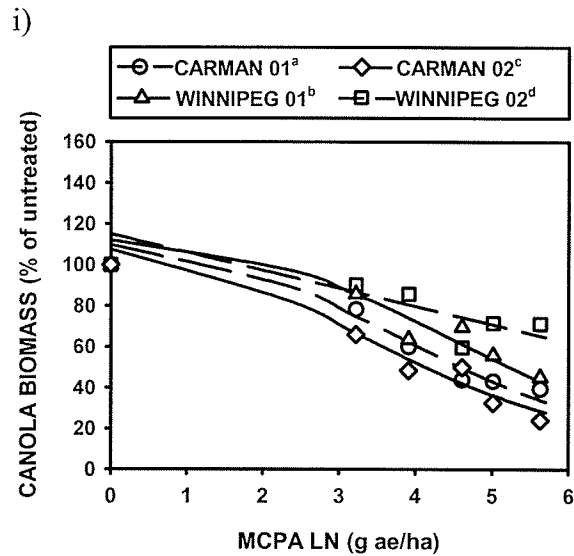 i)
CARMAN 01a CARMAN 02c
WINNIPEG 01b WINNIPEG 02d
CANOLA BIOMASS (% of untreated)
160
140
120
100
80
60
40
20
0
0 1 2 3 4 5 6
MCPA LN (g ae/ha)